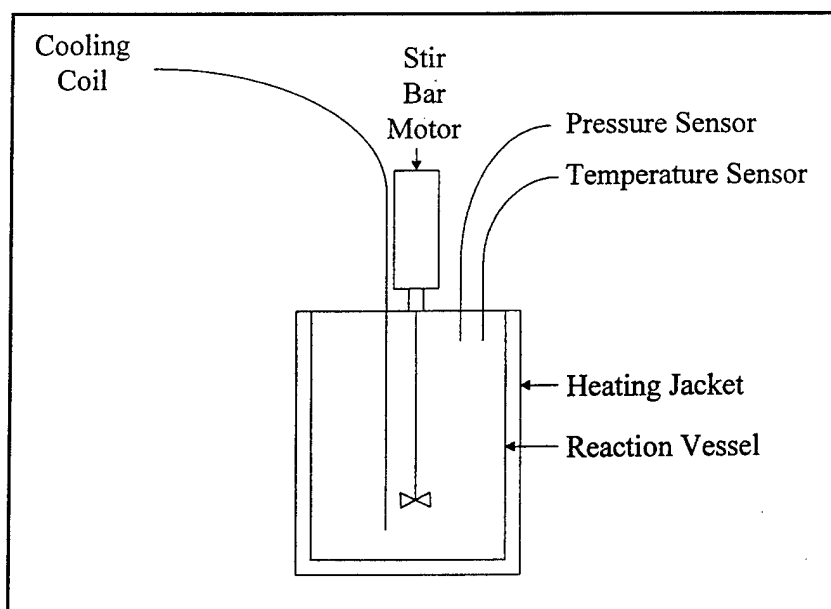 Cooling
Coil
Stir
Bar
Motor
Pressure Sensor
Temperature Sensor
Heating Jacket
Reaction Vessel